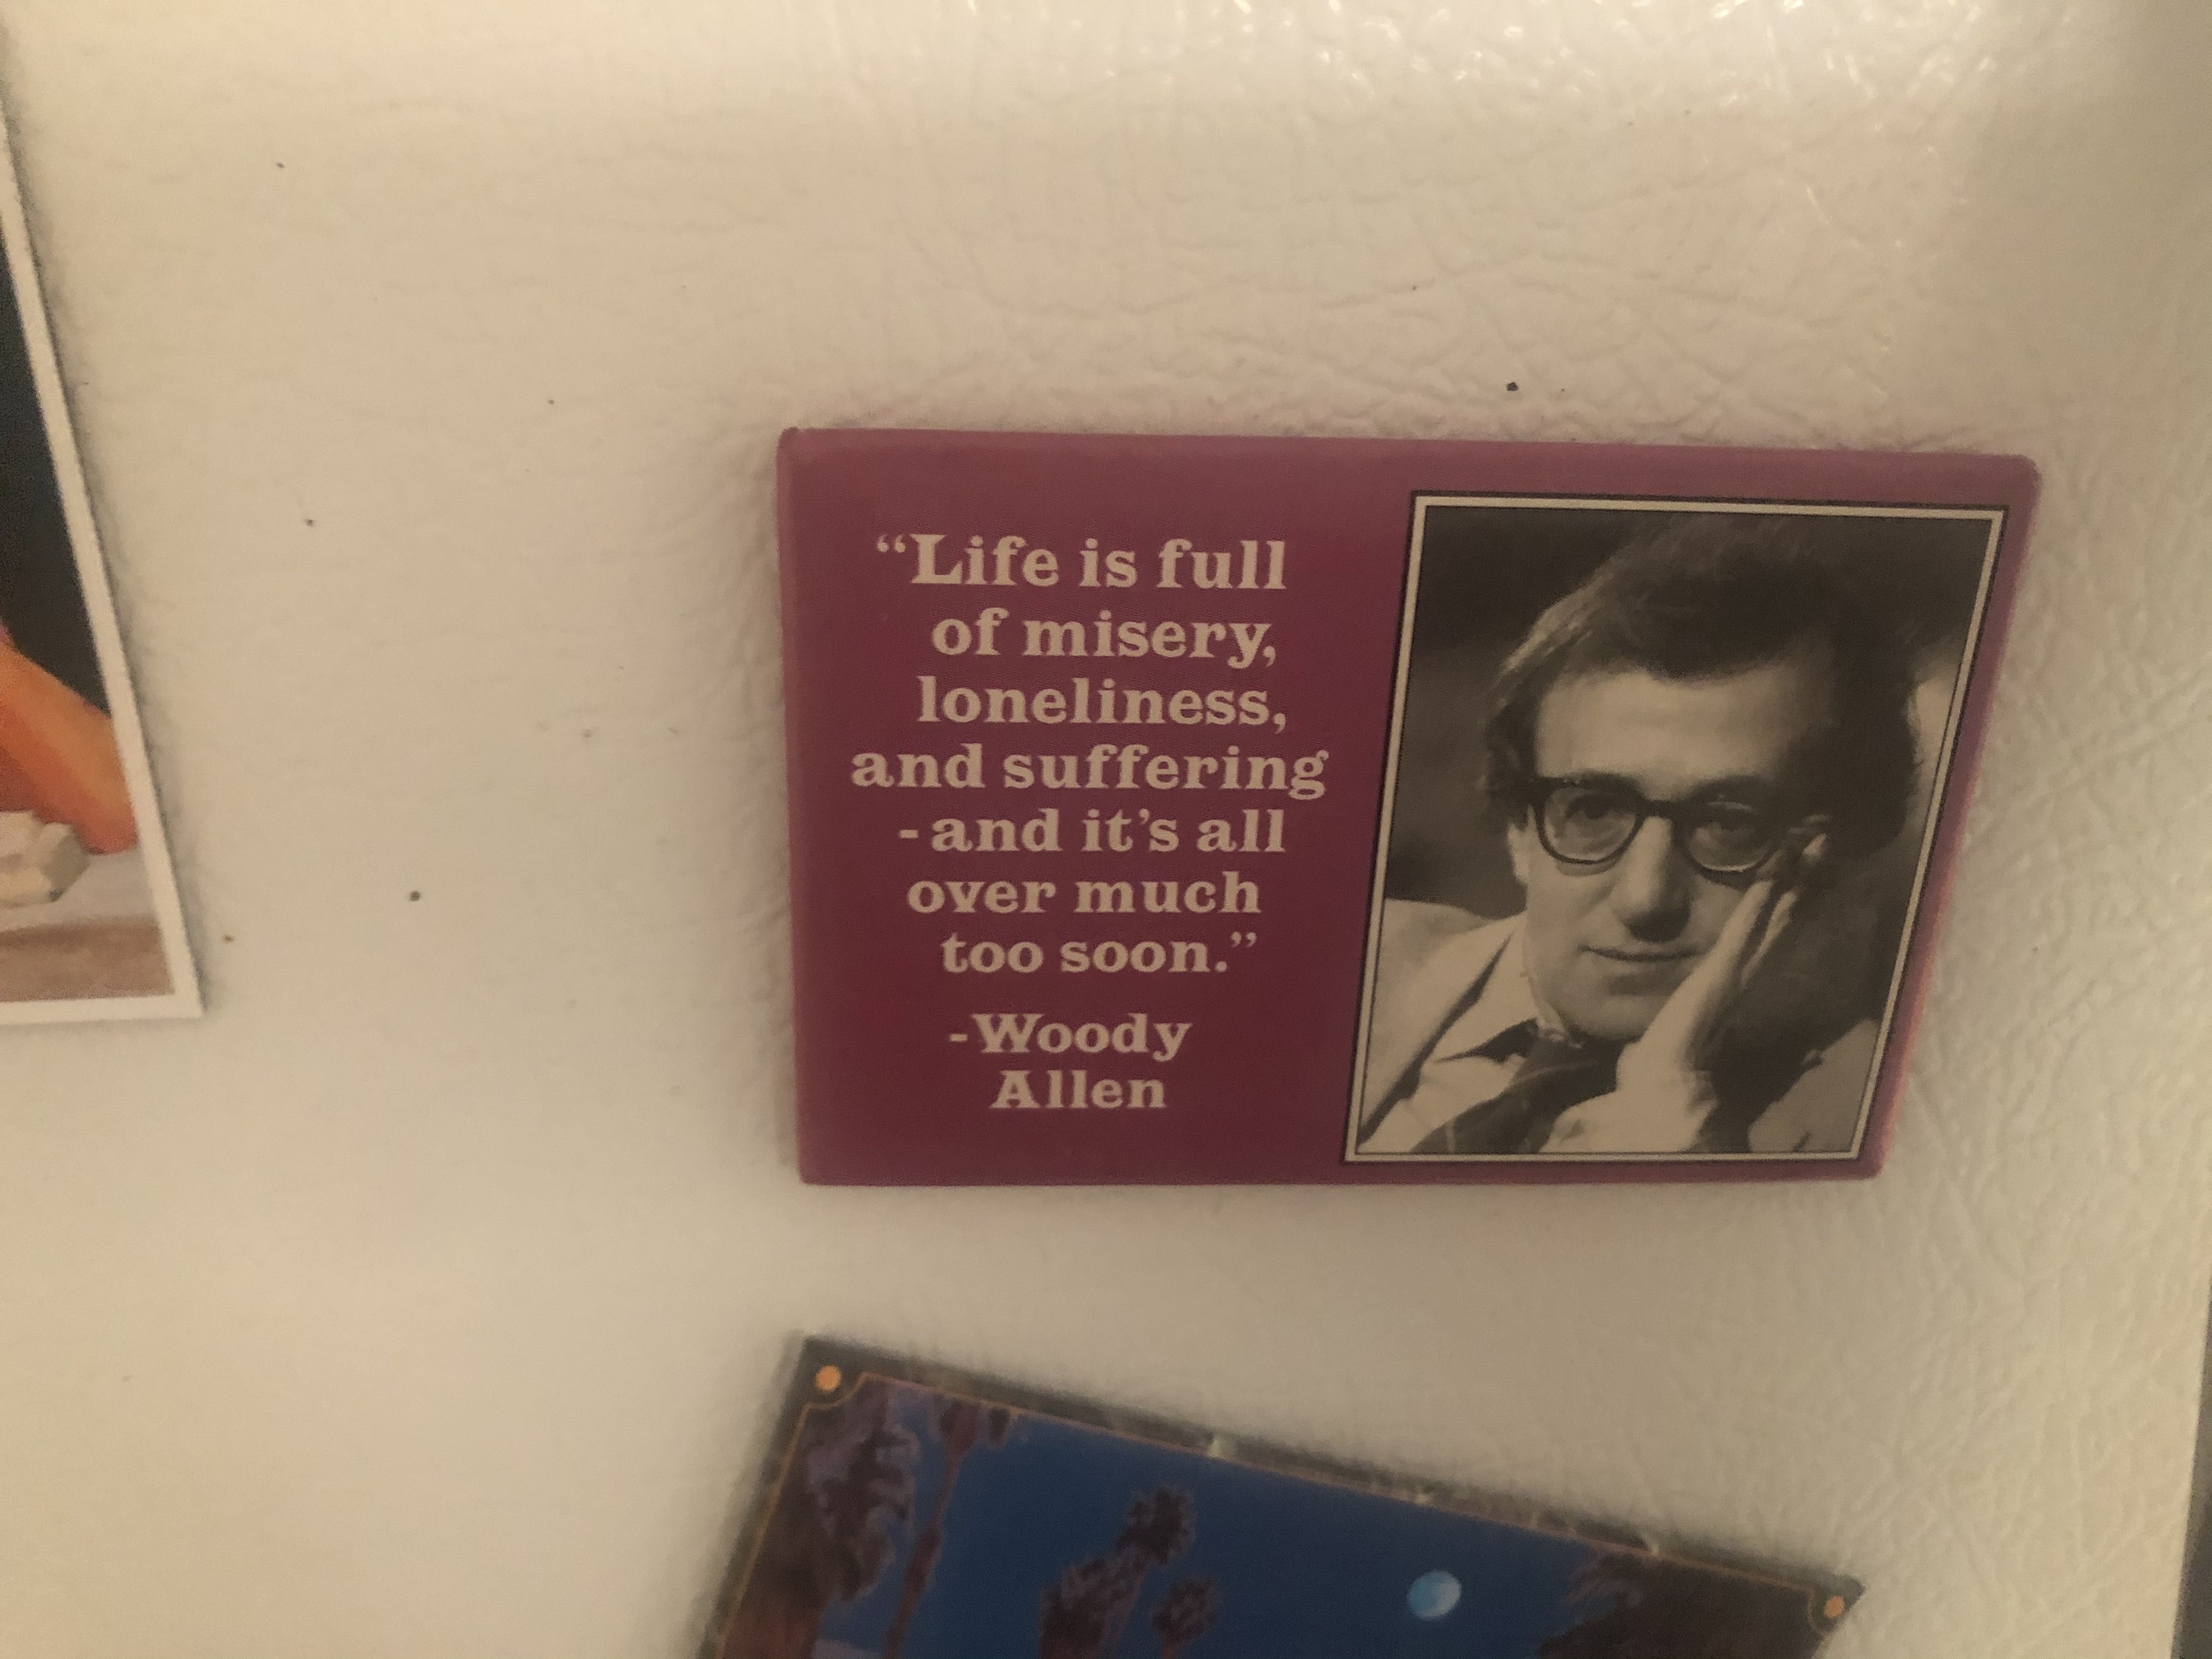 “Life is full
of misery,
loneliness,
and suffering
- and it’s all
over much
too soon.”
-Woody
Allen